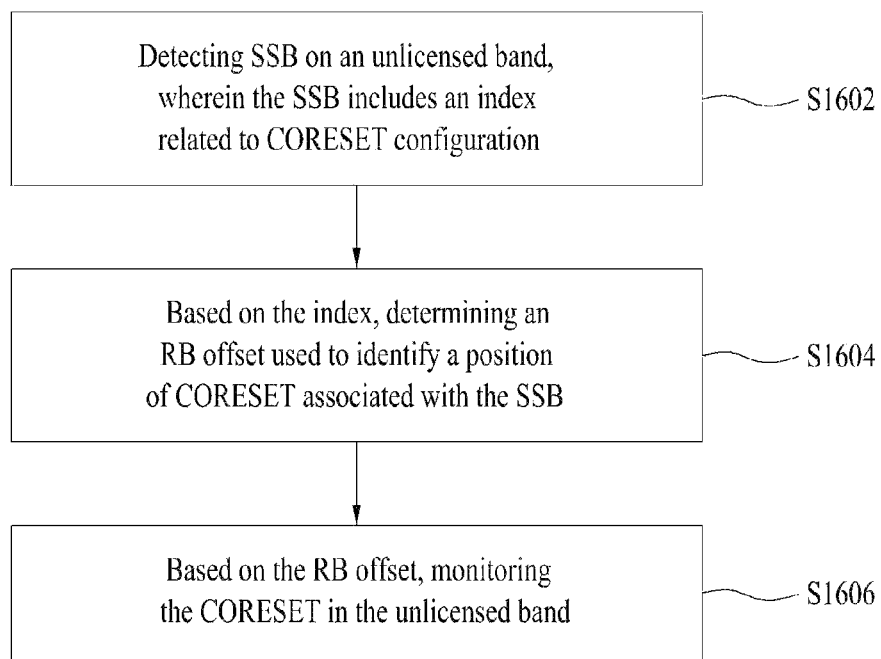 Detecting SSB on an unlicensed band,
wherein the SSB includes an index
related to CORESET configuration
S1602
Based on the index, determining an
RB offset used to identify a position
of CORESET associated with the SSB
S1604
Based on the RB offset, monitoring
the CORESET in the unlicensed band
S1606